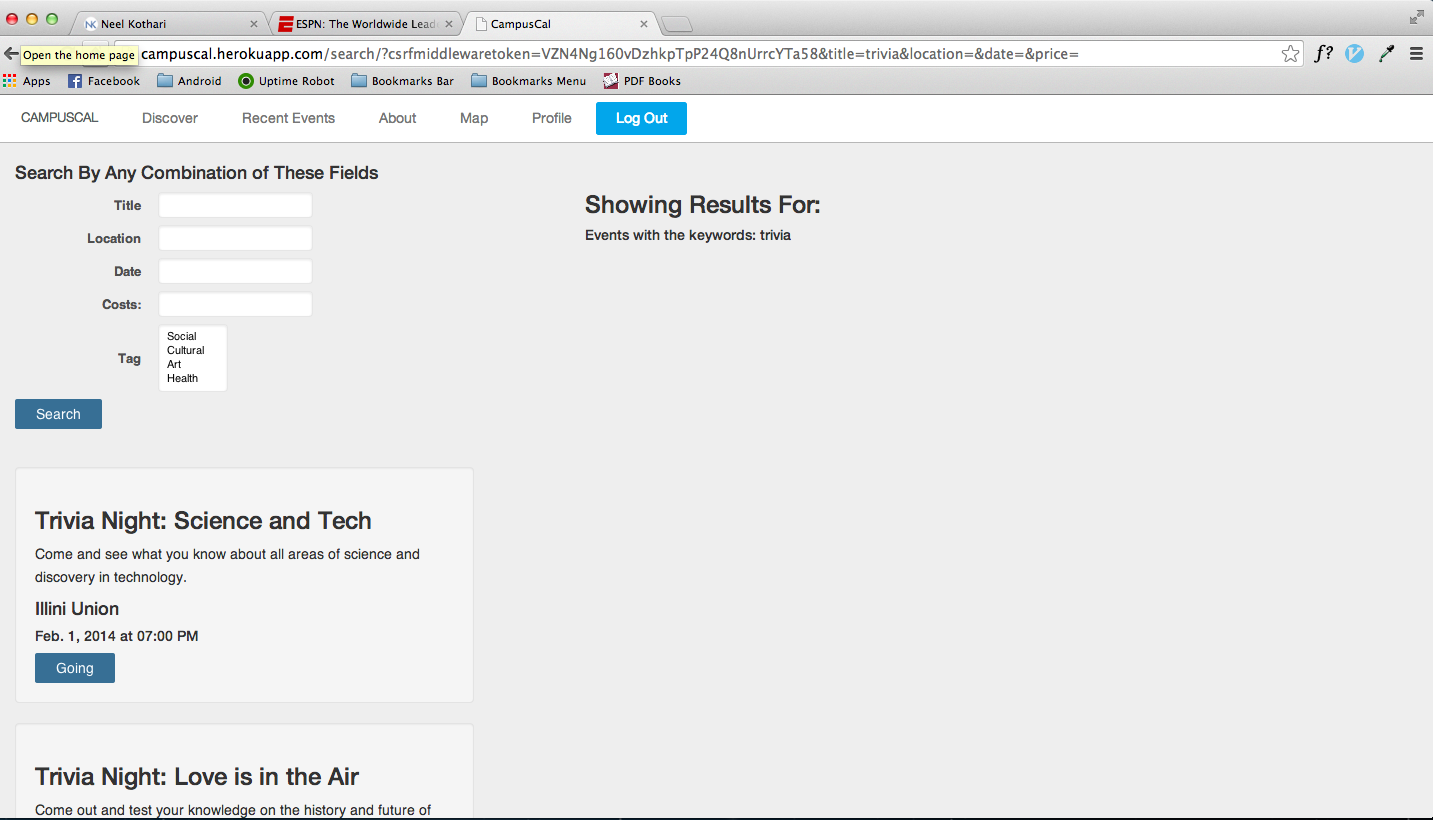 Neel Kothari
ESPN: The Worldwide Lead
CampusCal
Open the home page
campuscal.herokuapp.com/search/?csrfmiddlewaretoken=VZN4Ng160vDzhkpTpP24Q8nUrrcYTa58&title=trivia&location=&date=&price=
f?
Apps
Facebook
Android
Uptime Robot
Bookmarks Bar
Bookmarks Menu
PDF Books
CAMPUSCAL
Discover
Recent Events
About
Map
Profile
Log Out
Search By Any Combination of These Fields
Title
Location
Date
Costs:
Tag
Social
Cultural
Art
Health
Search
Showing Results For:
Events with the keywords: trivia
Trivia Night: Science and Tech
Come and see what you know about all areas of science and
discovery in technology.
Illini Union
Feb. 1, 2014 at 07:00 PM
Going
Trivia Night: Love is in the Air
Come out and test your knowledge on the history and future of